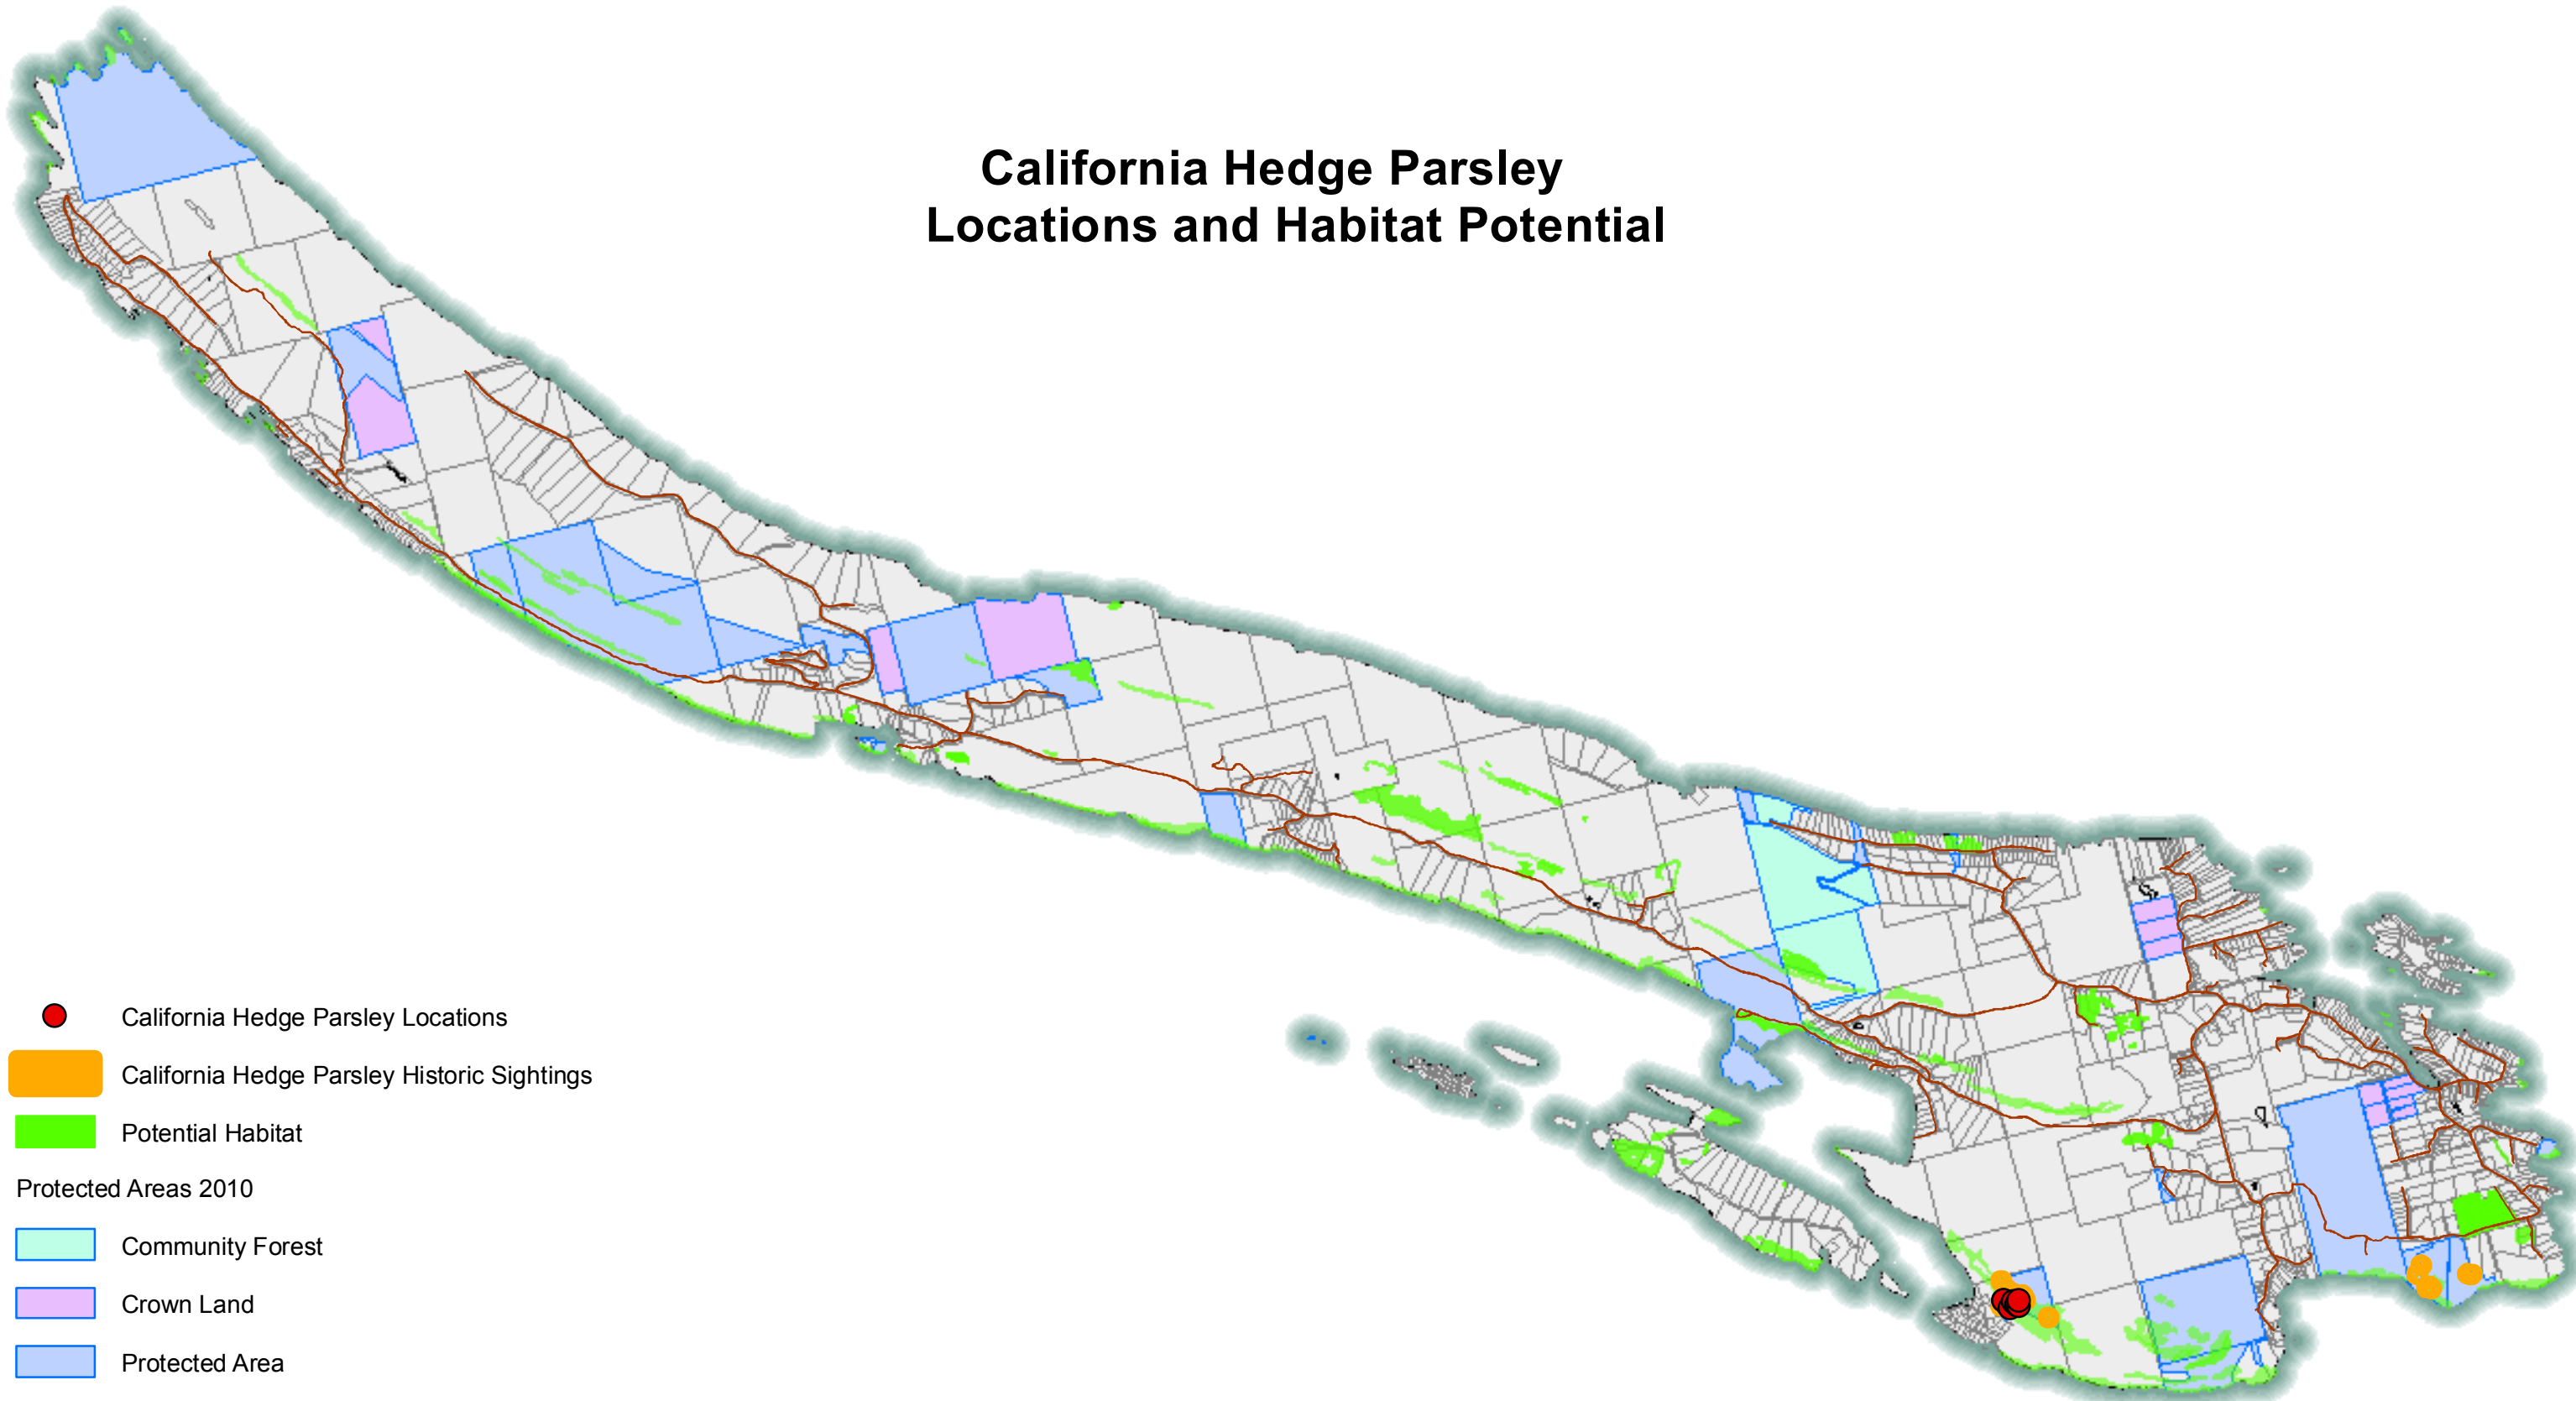 California Hedge Parsley
Locations and Habitat Potential
California Hedge Parsley Locations
California Hedge Parsley Historic Sightings
Potential Habitat
Protected Areas 2010
Community Forest
Crown Land
Protected Area